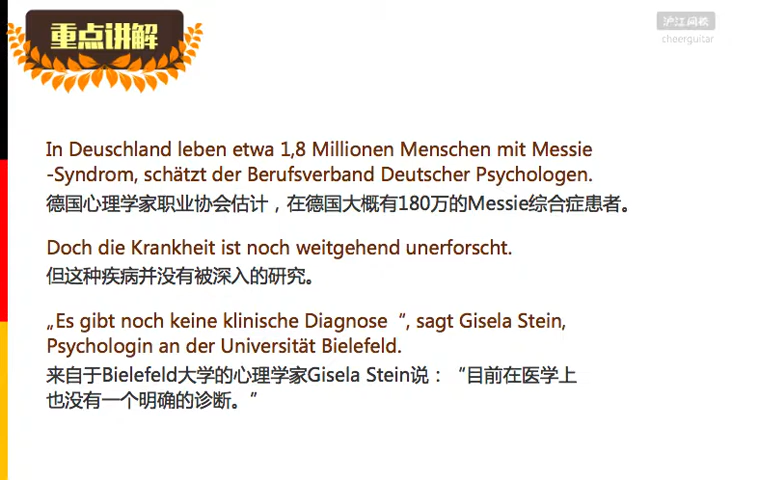 重点讲解
沪江网校
cheerguitar
In Deuschland leben etwa 1,8 Millionen Menschen mit Messie
-Syndrom, schätzt der Berufsverband Deutscher Psychologen.
德国心理学家职业协会估计，在德国大概有180万的Messie综合症患者。
Doch die Krankheit ist noch weitgehend unerforscht.
但这种疾病并没有被深入的研究。
„Es gibt noch keine klinische Diagnose “, sagt Gisela Stein,
Psychologin an der Universität Bielefeld.
来自于Bielefeld大学的心理学家Gisela Stein说：“目前在医学上
也没有一个明确的诊断。”